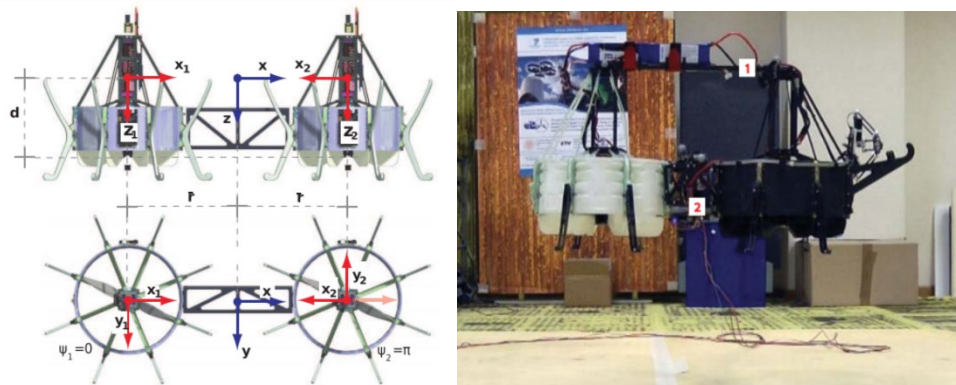 x₁
x
x₂
d
z₁
z
z₂
r
r
x₁
x
x₂
y₂
y₁
y
ψ₁=0
ψ₂=π
1
2